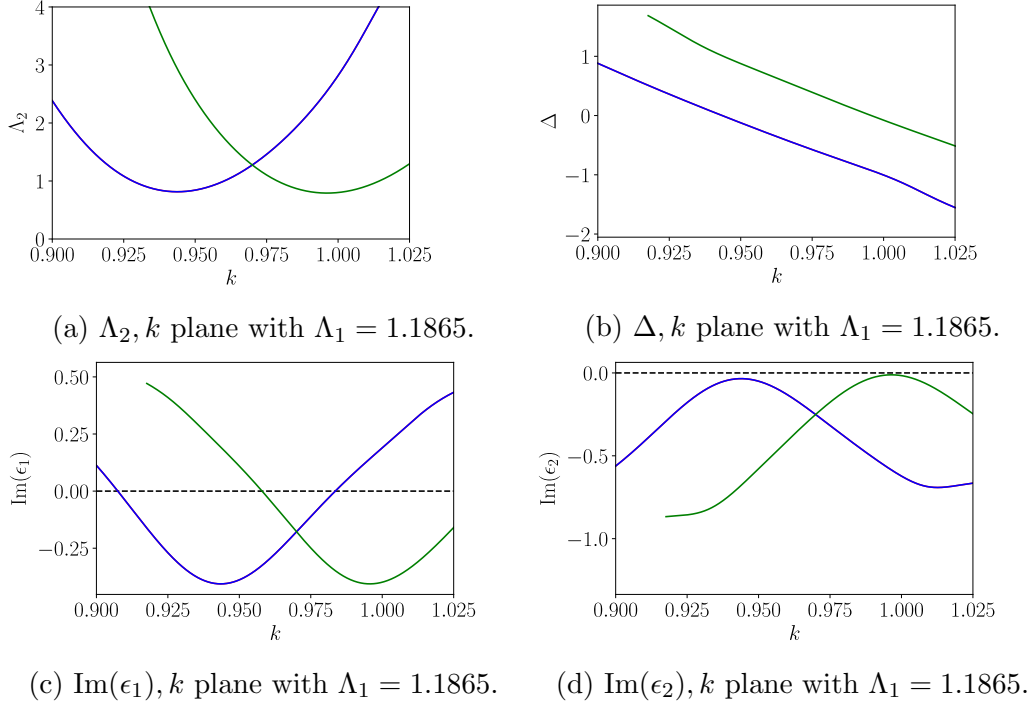 4
3
2
1
0
Λ₂
0.900 0.925 0.950 0.975 1.000 1.025
k
1
0
−1
−2
Δ
0.900 0.925 0.950 0.975 1.000 1.025
k
(a) Λ₂, k plane with Λ₁ = 1.1865.
(b) Δ, k plane with Λ₁ = 1.1865.
0.50
0.25
0.00
−0.25
Im(ϵ₁)
0.900 0.925 0.950 0.975 1.000 1.025
k
0.0
−0.5
−1.0
Im(ϵ₂)
0.900 0.925 0.950 0.975 1.000 1.025
k
(c) Im(ϵ₁), k plane with Λ₁ = 1.1865.
(d) Im(ϵ₂), k plane with Λ₁ = 1.1865.